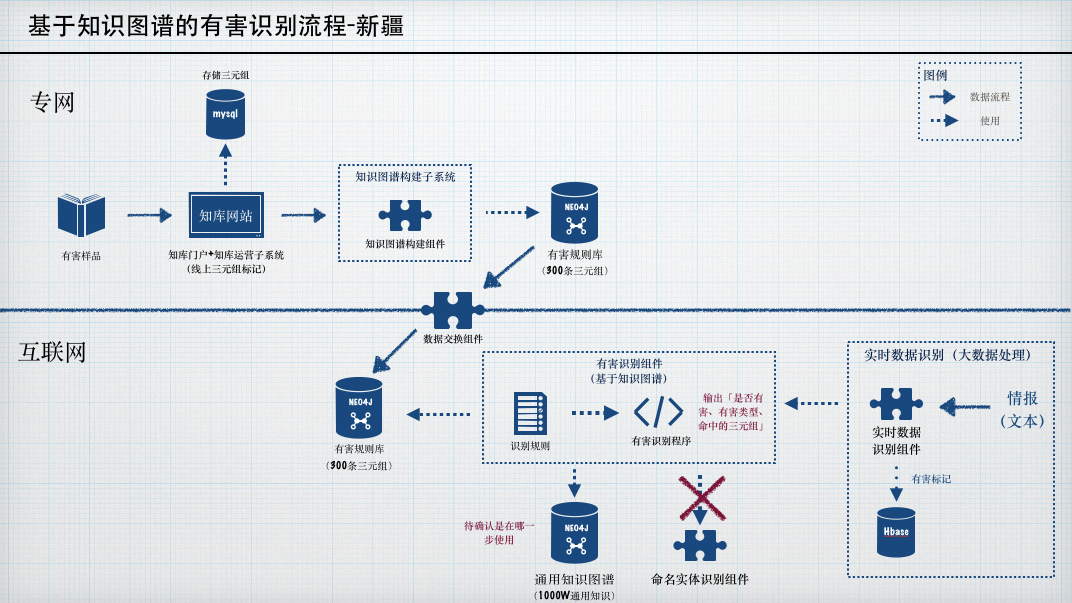 基于知识图谱的有害识别流程-新疆
专网
存储三元组
mysql
图例
数据流程
使用
知识图谱构建子系统
知识图谱构建组件
NEO4J
知库网站
有害样品
知库门户+知库运营子系统
（线上三元组标记）
有害规则库
（300条三元组）
数据交换组件
互联网
NEO4J
有害规则库
（300条三元组）
有害识别组件
（基于知识图谱）
识别规则
有害识别程序
输出「是否有
害、有害类型、
命中的三元组」
实时数据识别（大数据处理）
情报
（文本）
实时数据
识别组件
有害标记
Hbase
待确认是在哪一
步使用
NEO4J
通用知识图谱
（1000W通用知识）
命名实体识别组件